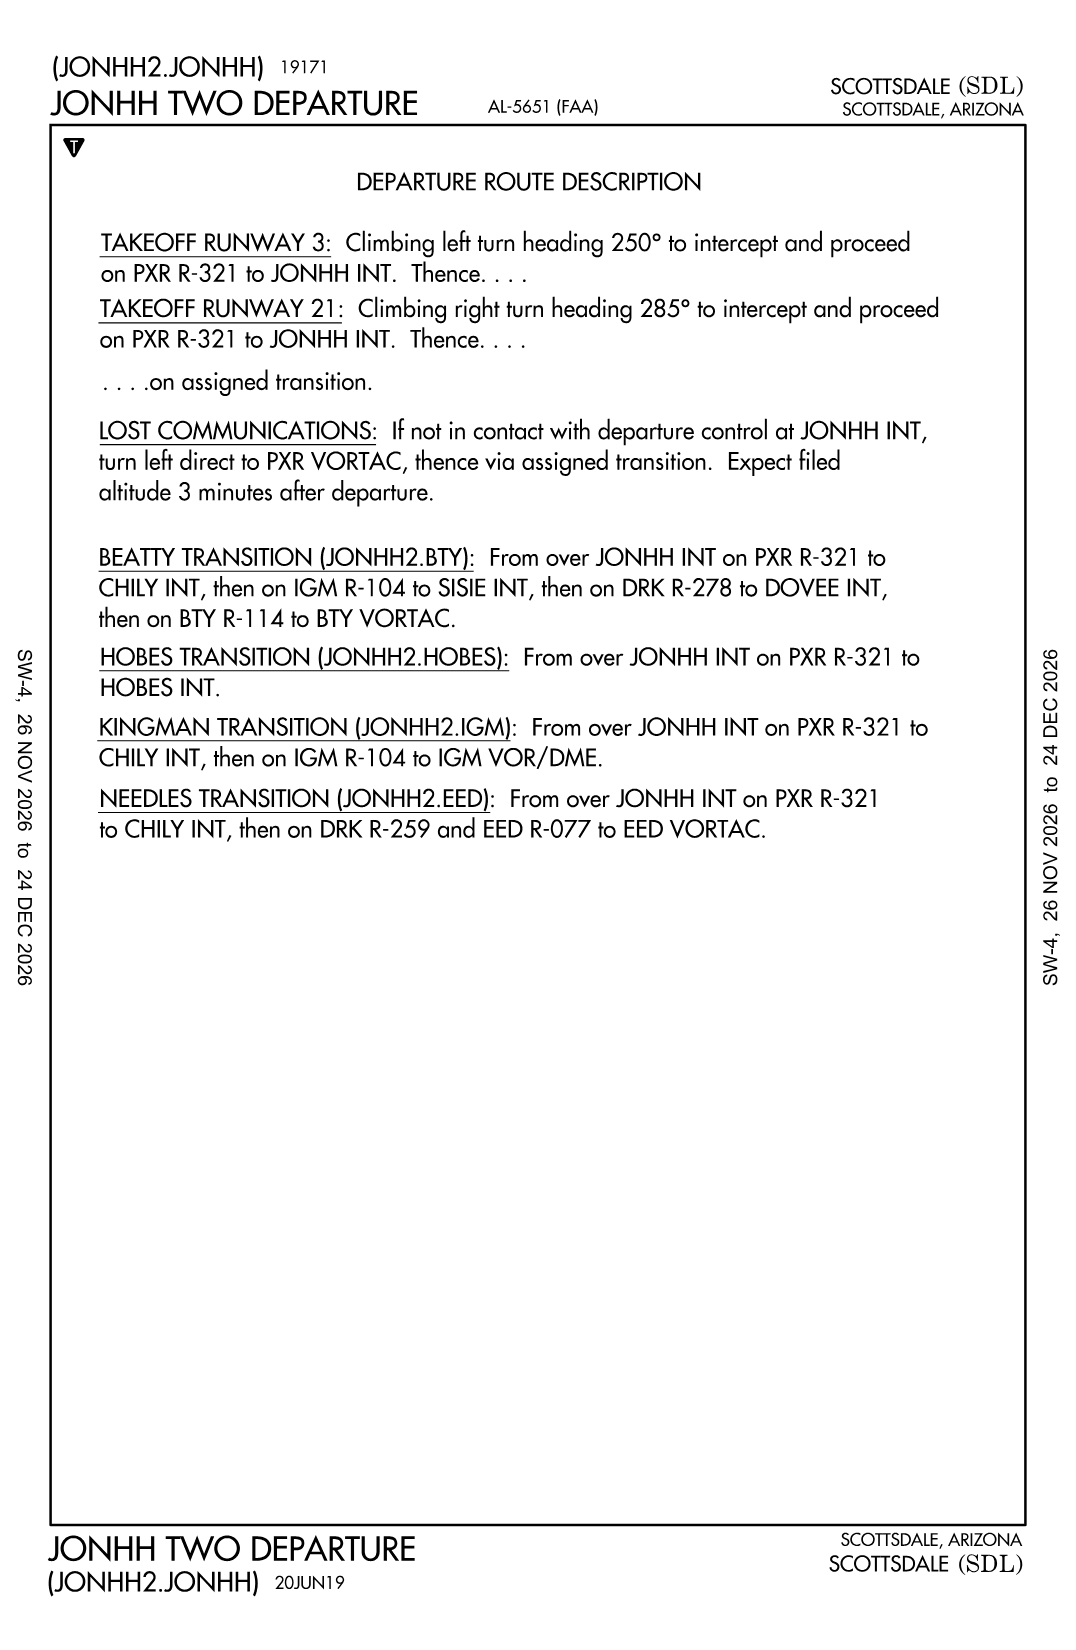 (JONHH2.JONHH) 19171
JONHH TWO DEPARTURE
AL-5651 (FAA)
SCOTTSDALE (SDL)
SCOTTSDALE, ARIZONA
T
DEPARTURE ROUTE DESCRIPTION
TAKEOFF RUNWAY 3: Climbing left turn heading 250° to intercept and proceed
on PXR R-321 to JONHH INT. Thence. . . .
TAKEOFF RUNWAY 21: Climbing right turn heading 285° to intercept and proceed
on PXR R-321 to JONHH INT. Thence. . . .
. . . .on assigned transition.
LOST COMMUNICATIONS: If not in contact with departure control at JONHH INT,
turn left direct to PXR VORTAC, thence via assigned transition. Expect filed
altitude 3 minutes after departure.
BEATTY TRANSITION (JONHH2.BTY): From over JONHH INT on PXR R-321 to
CHILY INT, then on IGM R-104 to SISIE INT, then on DRK R-278 to DOVEE INT,
then on BTY R-114 to BTY VORTAC.
HOBES TRANSITION (JONHH2.HOBES): From over JONHH INT on PXR R-321 to
HOBES INT.
KINGMAN TRANSITION (JONHH2.IGM): From over JONHH INT on PXR R-321 to
CHILY INT, then on IGM R-104 to IGM VOR/DME.
NEEDLES TRANSITION (JONHH2.EED): From over JONHH INT on PXR R-321
to CHILY INT, then on DRK R-259 and EED R-077 to EED VORTAC.
SW-4, 26 NOV 2026 to 24 DEC 2026
SW-4, 26 NOV 2026 to 24 DEC 2026
JONHH TWO DEPARTURE
(JONHH2.JONHH) 20JUN19
SCOTTSDALE, ARIZONA
SCOTTSDALE (SDL)